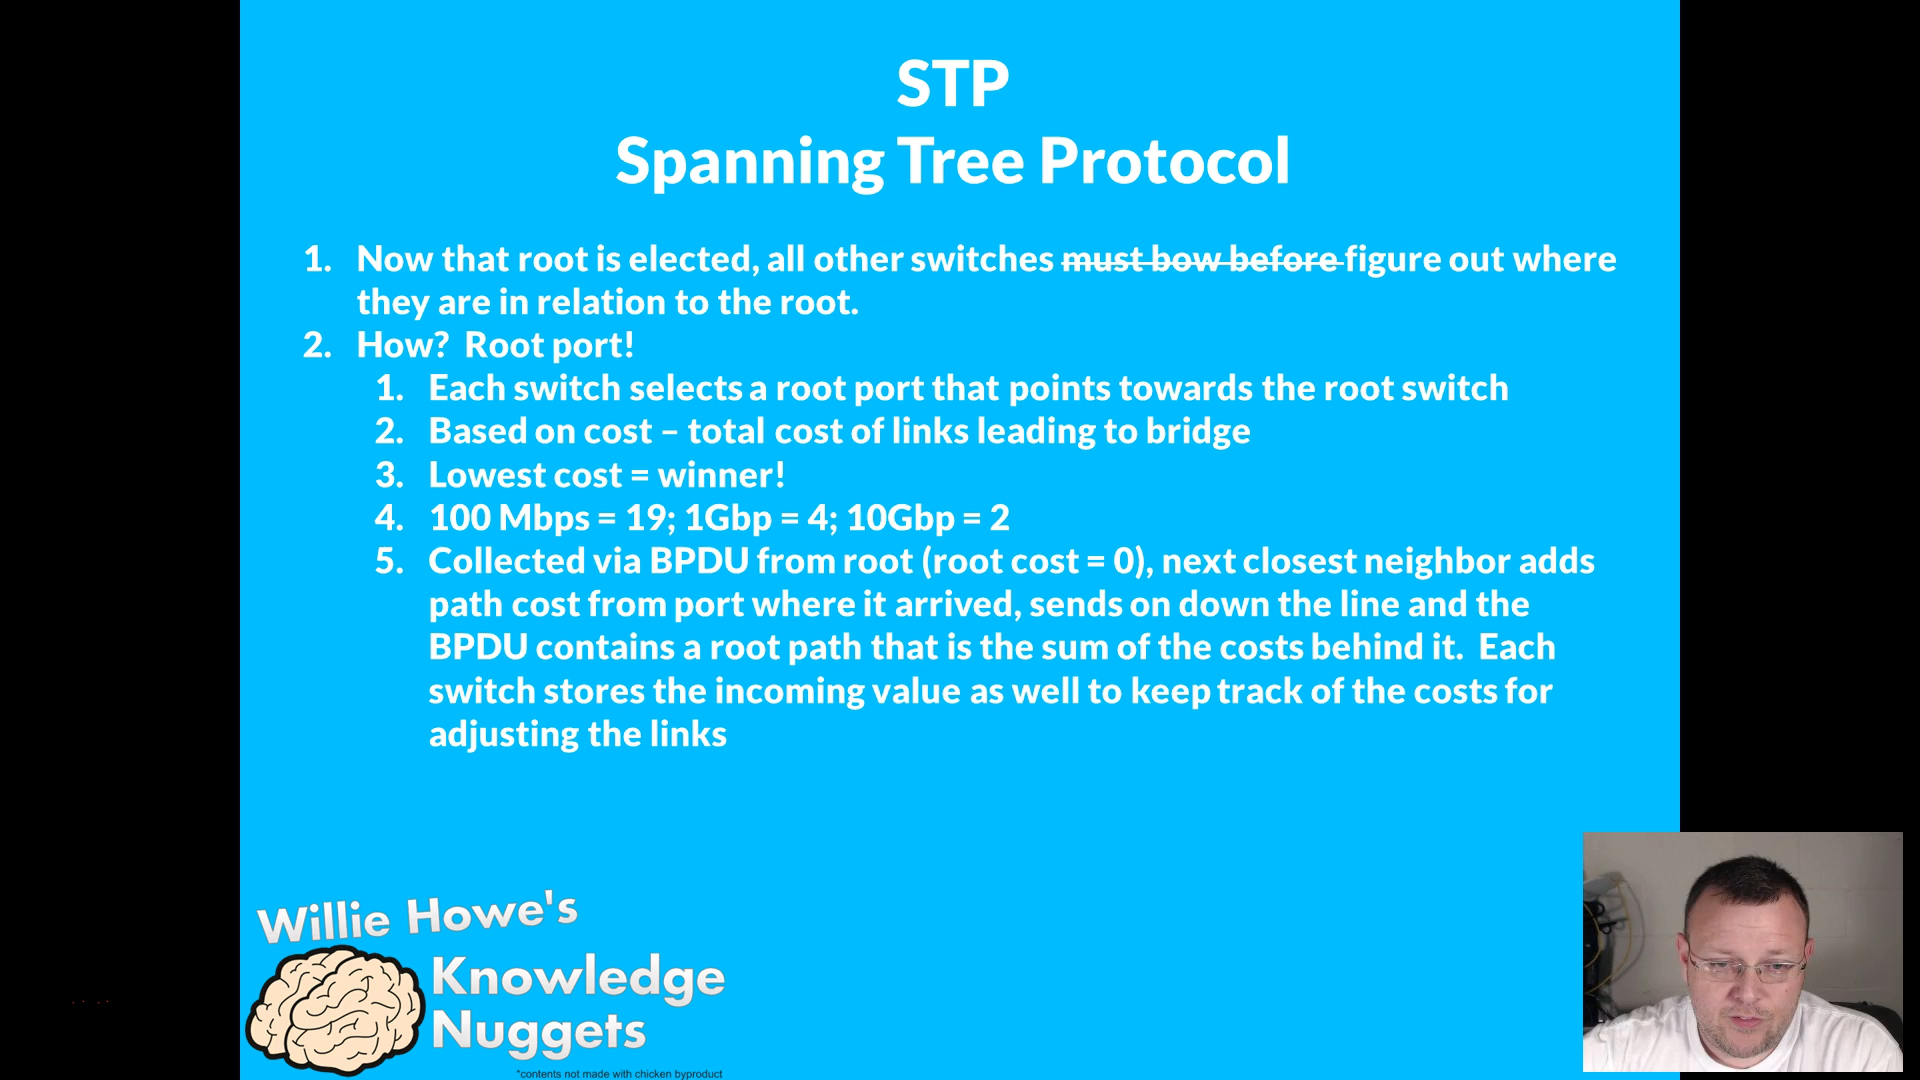 STP
Spanning Tree Protocol
1. Now that root is elected, all other switches must bow before figure out where
they are in relation to the root.
2. How? Root port!
1. Each switch selects a root port that points towards the root switch
2. Based on cost – total cost of links leading to bridge
3. Lowest cost = winner!
4. 100 Mbps = 19; 1Gbp = 4; 10Gbp = 2
5. Collected via BPDU from root (root cost = 0), next closest neighbor adds
path cost from port where it arrived, sends on down the line and the
BPDU contains a root path that is the sum of the costs behind it. Each
switch stores the incoming value as well to keep track of the costs for
adjusting the links
Willie Howe's
Knowledge
Nuggets
*contents not made with chicken byproduct